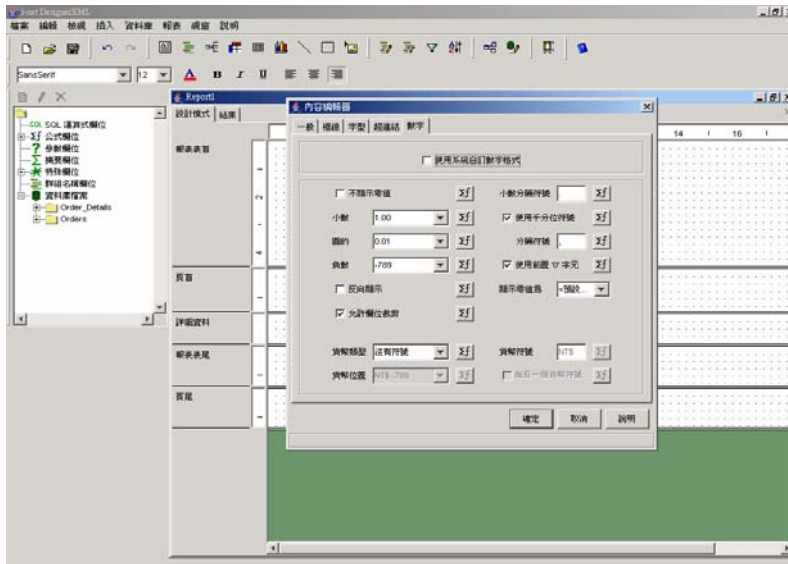 Font DesignerXML
檔案 編輯 檢視 插入 資料庫 報表 視窗 說明
SansSerif 12 A B I U
Report1
設計模式 結果
SQL 運算式欄位
公式欄位
參數欄位
摘要欄位
特殊欄位
群組名稱欄位
資料庫檔案
Order_Details
Orders
報表表首
頁首
詳細資料
報表表尾
頁尾
2
4
14 16
內容編輯器
一般 框線 字型 超連結 數字
使用系統自訂數字格式
不顯示零值 小數分隔符號
小數 1.00 使用千分位符號
圓約 0.01 分隔符號 ,
負數 -789 使用前置 '0' 字元
反向顯示 顯示零值為 <預設...
允許欄位截斷
貨幣類型 沒有符號 貨幣符號 NT$
貨幣位置 NT$ -789 每頁一個貨幣符號
確定 取消 說明